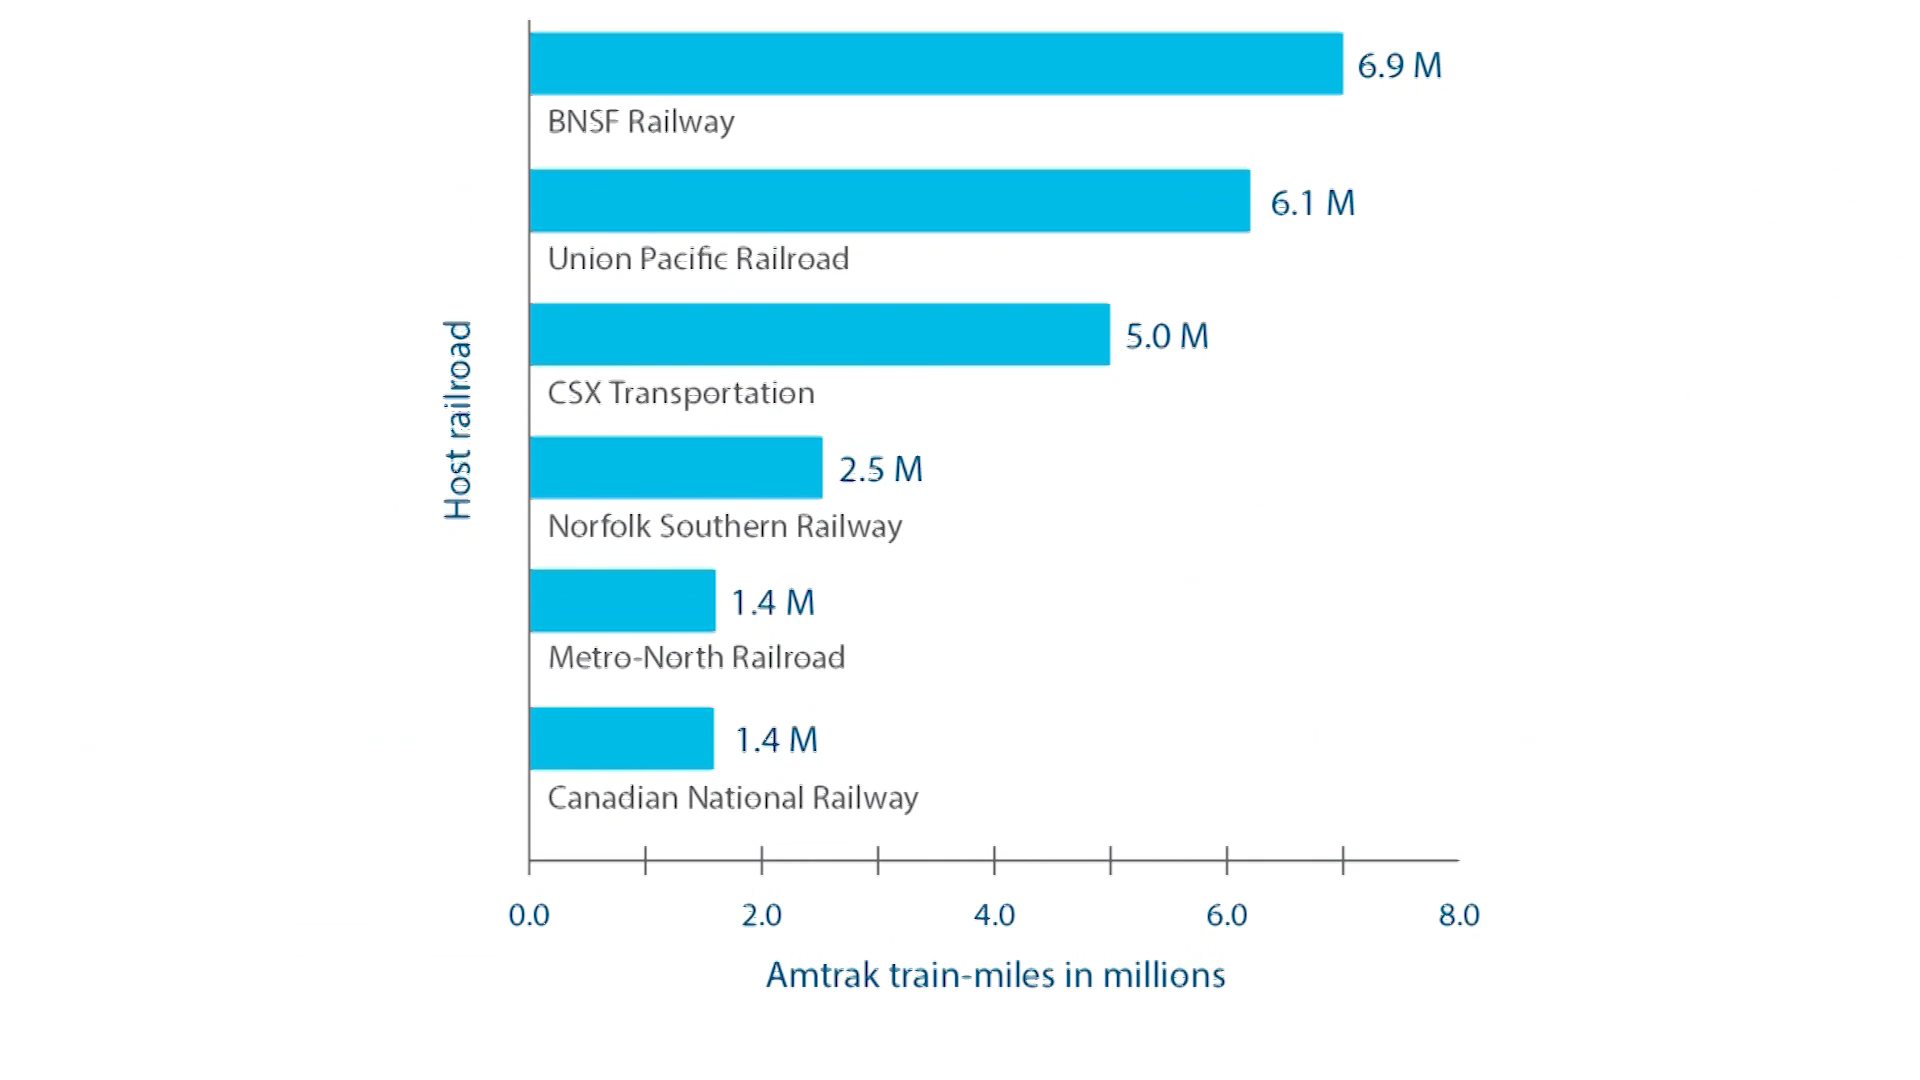 6.9 M
BNSF Railway
6.1 M
Union Pacific Railroad
5.0 M
CSX Transportation
2.5 M
Norfolk Southern Railway
1.4 M
Metro-North Railroad
1.4 M
Canadian National Railway
Host railroad
0.0 2.0 4.0 6.0 8.0
Amtrak train-miles in millions